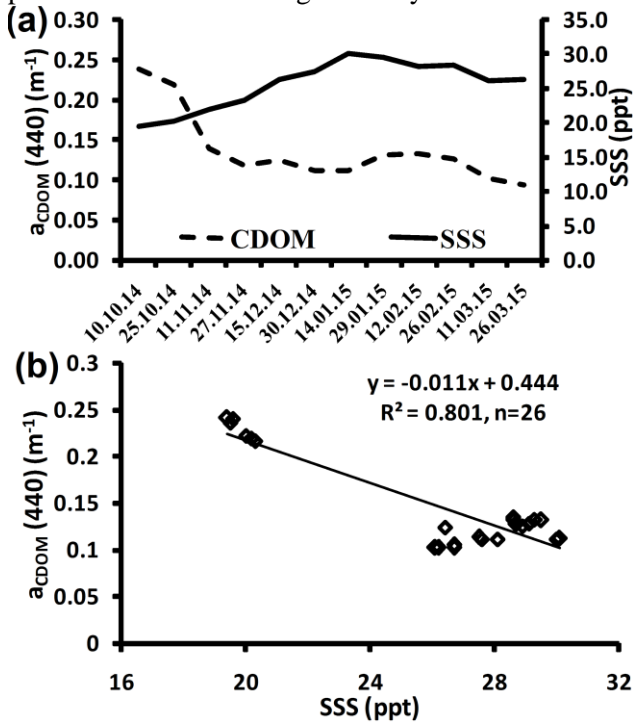 (a)
0.30
0.25
0.20
0.15
0.10
0.05
0.00
a_CDOM (440) (m⁻¹)
35.0
30.0
25.0
20.0
15.0
10.0
5.0
0.0
SSS (ppt)
CDOM SSS
10.10.14 25.10.14 11.11.14 27.11.14 15.12.14 30.12.14 14.01.15 29.01.15 12.02.15 26.02.15 11.03.15 26.03.15
(b)
0.3
0.25
0.2
0.15
0.1
0.05
0
a_CDOM (440) (m⁻¹)
y = -0.011x + 0.444
R² = 0.801, n=26
16 20 24 28 32
SSS (ppt)